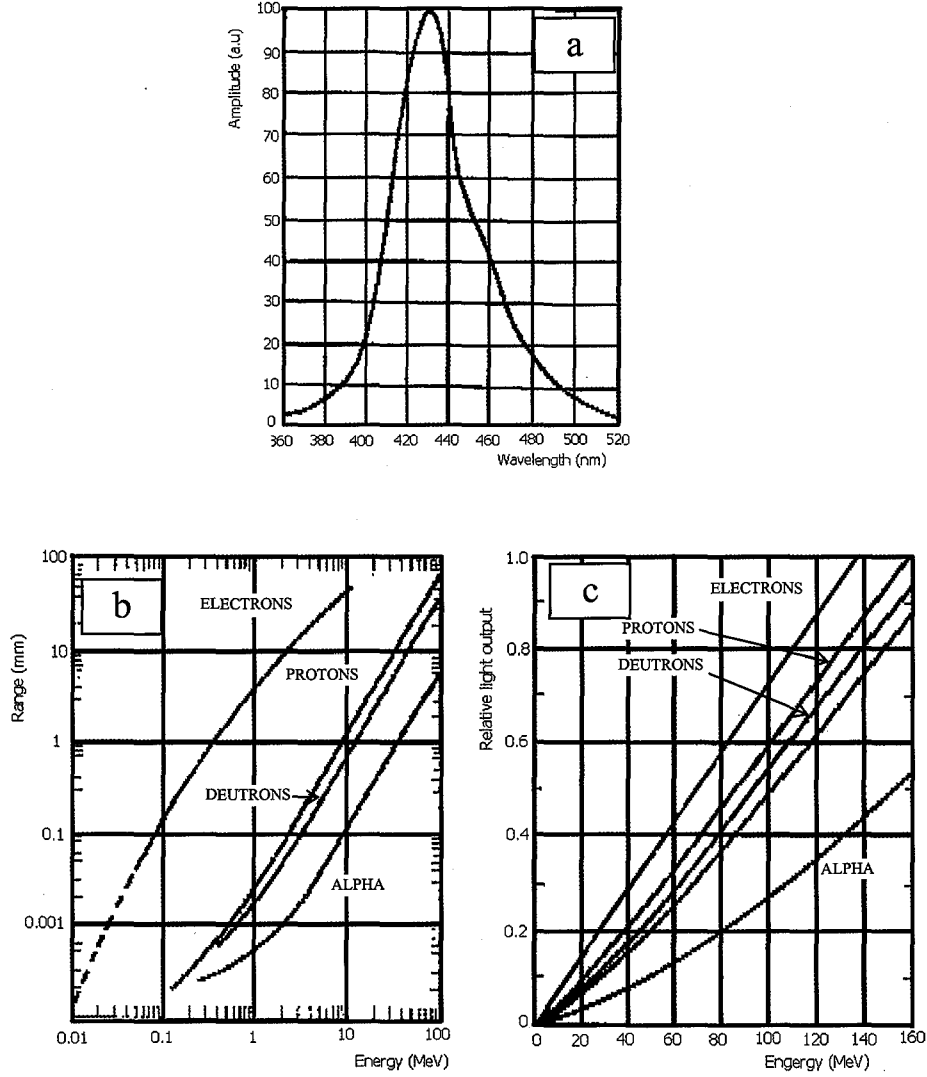 a
Amplitude (a.u)
100
90
80
70
60
50
40
30
20
10
0
360 380 400 420 440 460 480 500 520
Wavelength (nm)
b
Range (mm)
100
10
1
0.1
0.001
ELECTRONS
PROTONS
DEUTRONS
ALPHA
0.01 0.1 1 10 100
Energy (MeV)
c
Relative light output
1.0
0.8
0.6
0.4
0.2
0
ELECTRONS
PROTONS
DEUTRONS
ALPHA
0 20 40 60 80 100 120 140 160
Engergy (MeV)